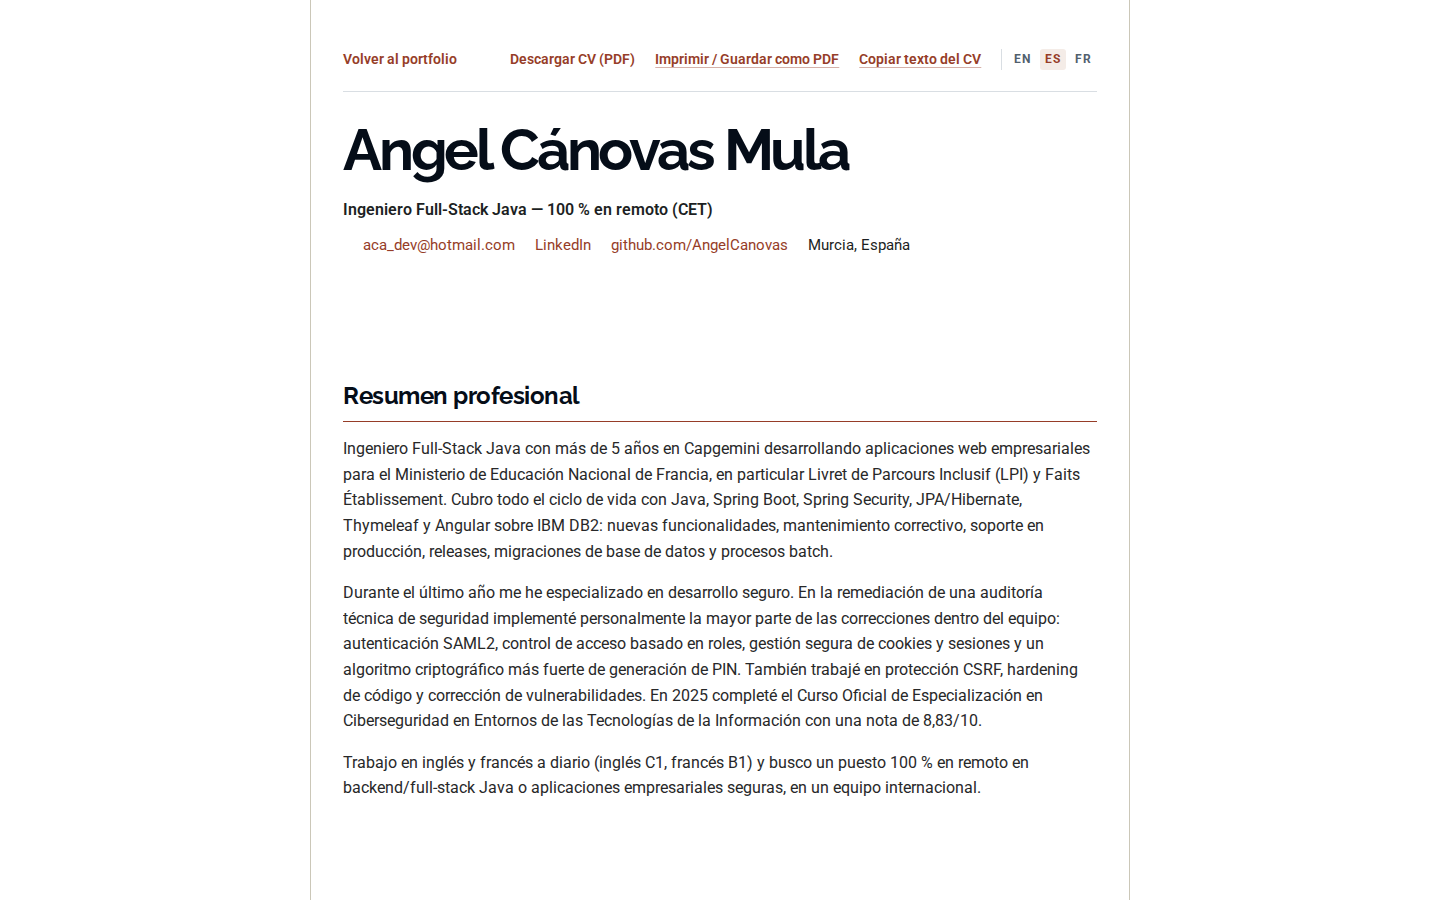 Volver al portfolio Descargar CV (PDF) Imprimir / Guardar como PDF Copiar texto del CV EN ES FR
Angel Cánovas Mula
Ingeniero Full-Stack Java — 100 % en remoto (CET)
aca_dev@hotmail.com LinkedIn github.com/AngelCanovas Murcia, España
Resumen profesional
Ingeniero Full-Stack Java con más de 5 años en Capgemini desarrollando aplicaciones web empresariales
para el Ministerio de Educación Nacional de Francia, en particular Livret de Parcours Inclusif (LPI) y Faits
Établissement. Cubro todo el ciclo de vida con Java, Spring Boot, Spring Security, JPA/Hibernate,
Thymeleaf y Angular sobre IBM DB2: nuevas funcionalidades, mantenimiento correctivo, soporte en
producción, releases, migraciones de base de datos y procesos batch.
Durante el último año me he especializado en desarrollo seguro. En la remediación de una auditoría
técnica de seguridad implementé personalmente la mayor parte de las correcciones dentro del equipo:
autenticación SAML2, control de acceso basado en roles, gestión segura de cookies y sesiones y un
algoritmo criptográfico más fuerte de generación de PIN. También trabajé en protección CSRF, hardening
de código y corrección de vulnerabilidades. En 2025 completé el Curso Oficial de Especialización en
Ciberseguridad en Entornos de las Tecnologías de la Información con una nota de 8,83/10.
Trabajo en inglés y francés a diario (inglés C1, francés B1) y busco un puesto 100 % en remoto en
backend/full-stack Java o aplicaciones empresariales seguras, en un equipo internacional.